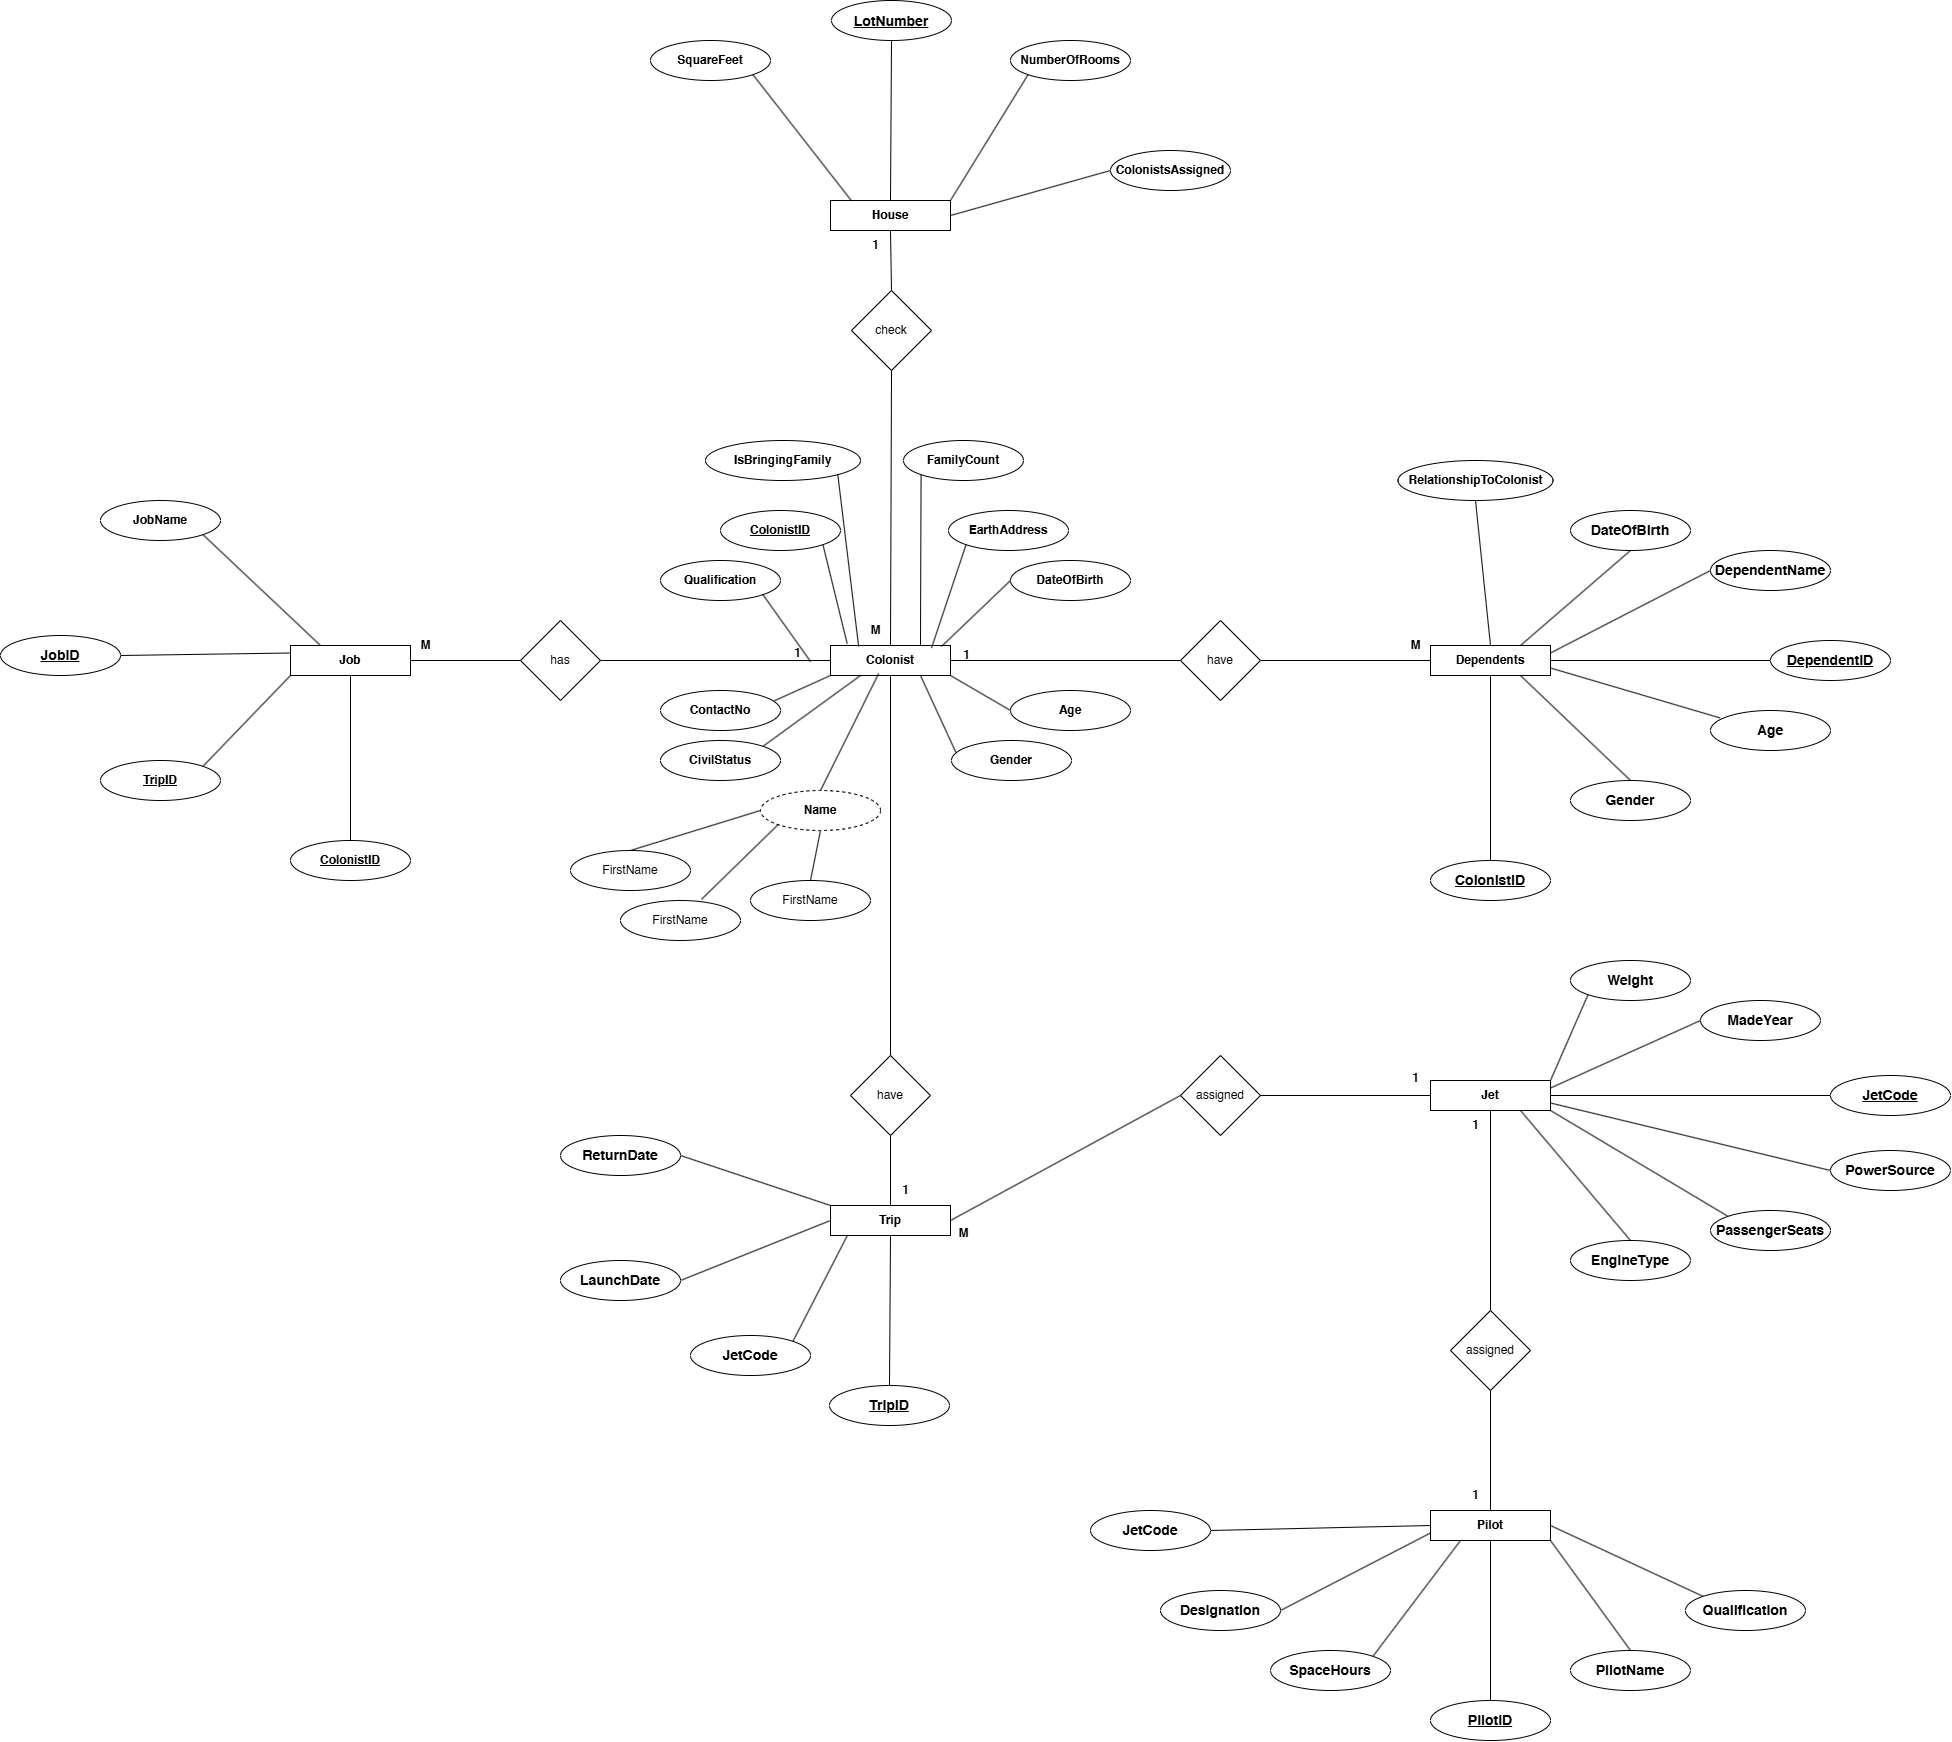 LotNumber
SquareFeet
NumberOfRooms
ColonistsAssigned
House
1
check
IsBringingFamily
FamilyCount
RelationshipToColonist
JobName
ColonistID
EarthAddress
DateOfBirth
Qualification
DateOfBirth
DependentName
M
JobID
Job
M
has
1
Colonist
1
have
M
Dependents
DependentID
ContactNo
Age
Age
CivilStatus
Gender
TripID
Name
Gender
ColonistID
FirstName
FirstName
FirstName
ColonistID
Weight
MadeYear
1
have
assigned
Jet
JetCode
1
ReturnDate
PowerSource
1
Trip
M
PassengerSeats
EngineType
LaunchDate
JetCode
assigned
TripID
1
JetCode
Pilot
Designation
Qualification
SpaceHours
PilotName
PilotID